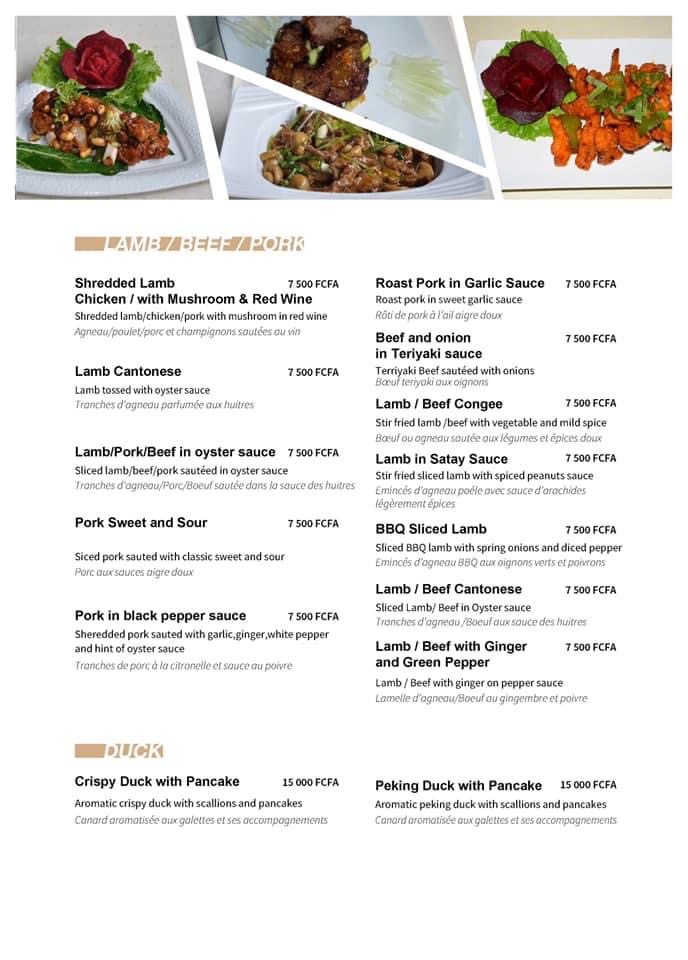 LAMB / BEEF / PORK
Shredded Lamb 7 500 FCFA
Chicken / with Mushroom & Red Wine
Shredded lamb/chicken/pork with mushroom in red wine
Agneau/poulet/porc et champignons sautées au vin
Lamb Cantonese 7 500 FCFA
Lamb tossed with oyster sauce
Tranches d'agneau parfumée aux huitres
Lamb/Pork/Beef in oyster sauce 7 500 FCFA
Sliced lamb/beef/pork sautéed in oyster sauce
Tranches d'agneau/Porc/Boeuf sautée dans la sauce des huitres
Pork Sweet and Sour 7 500 FCFA
Siced pork sauted with classic sweet and sour
Porc aux sauces aigre doux
Pork in black pepper sauce 7 500 FCFA
Sheredded pork sauted with garlic,ginger,white pepper
and hint of oyster sauce
Tranches de porc à la citronelle et sauce au poivre
Roast Pork in Garlic Sauce 7 500 FCFA
Roast pork in sweet garlic sauce
Rôti de pork à l'ail aigre doux
Beef and onion 7 500 FCFA
in Teriyaki sauce
Terriyaki Beef sautéed with onions
Bœuf teriyaki aux oignons
Lamb / Beef Congee 7 500 FCFA
Stir fried lamb /beef with vegetable and mild spice
Bœuf ou agneau sautée aux légumes et épices doux
Lamb in Satay Sauce 7 500 FCFA
Stir fried sliced lamb with spiced peanuts sauce
Emincés d'agneau poêle avec sauce d'arachides
légèrement épices
BBQ Sliced Lamb 7 500 FCFA
Sliced BBQ lamb with spring onions and diced pepper
Emincés d'agneau BBQ aux oignons verts et poivrons
Lamb / Beef Cantonese 7 500 FCFA
Sliced Lamb/ Beef in Oyster sauce
Tranches d'agneau /Boeuf aux sauce des huitres
Lamb / Beef with Ginger 7 500 FCFA
and Green Pepper
Lamb / Beef with ginger on pepper sauce
Lamelle d'agneau/Boeuf au gingembre et poivre
DUCK
Crispy Duck with Pancake 15 000 FCFA
Aromatic crispy duck with scallions and pancakes
Canard aromatisée aux galettes et ses accompagnements
Peking Duck with Pancake 15 000 FCFA
Aromatic peking duck with scallions and pancakes
Canard aromatisée aux galettes et ses accompagnements